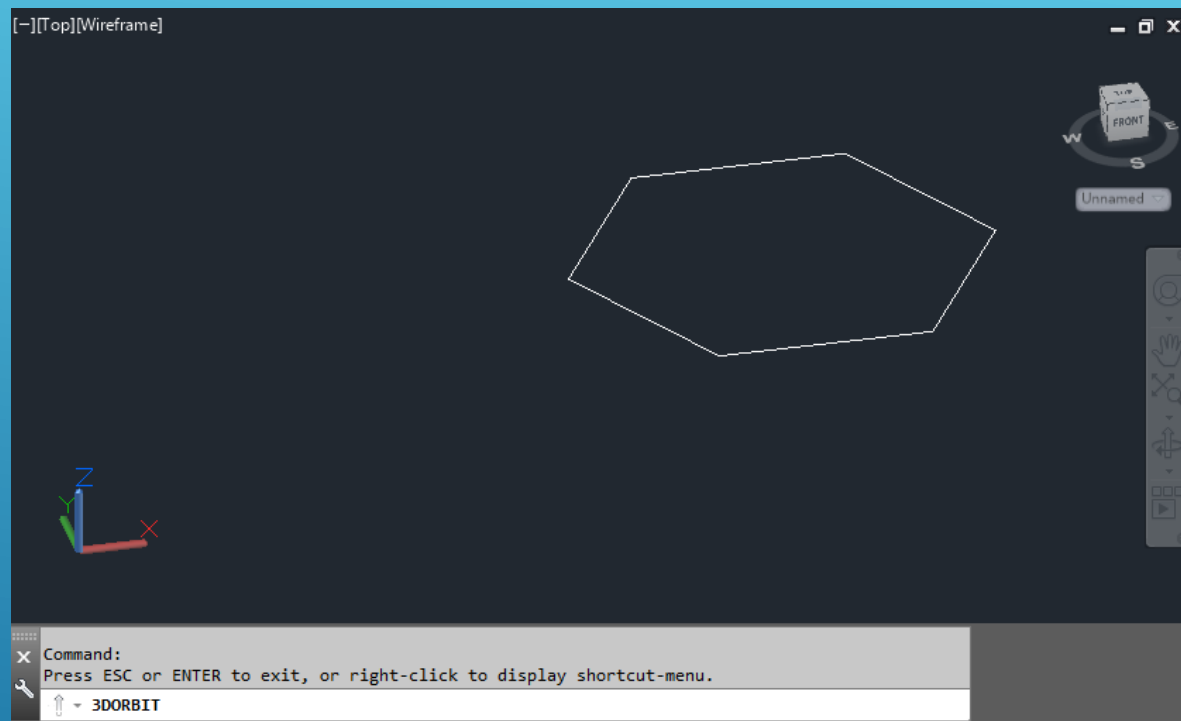 [−][Top][Wireframe]
TOP
FRONT
W
E
S
Unnamed
Z
Y
X
Command:
Press ESC or ENTER to exit, or right-click to display shortcut-menu.
3DORBIT